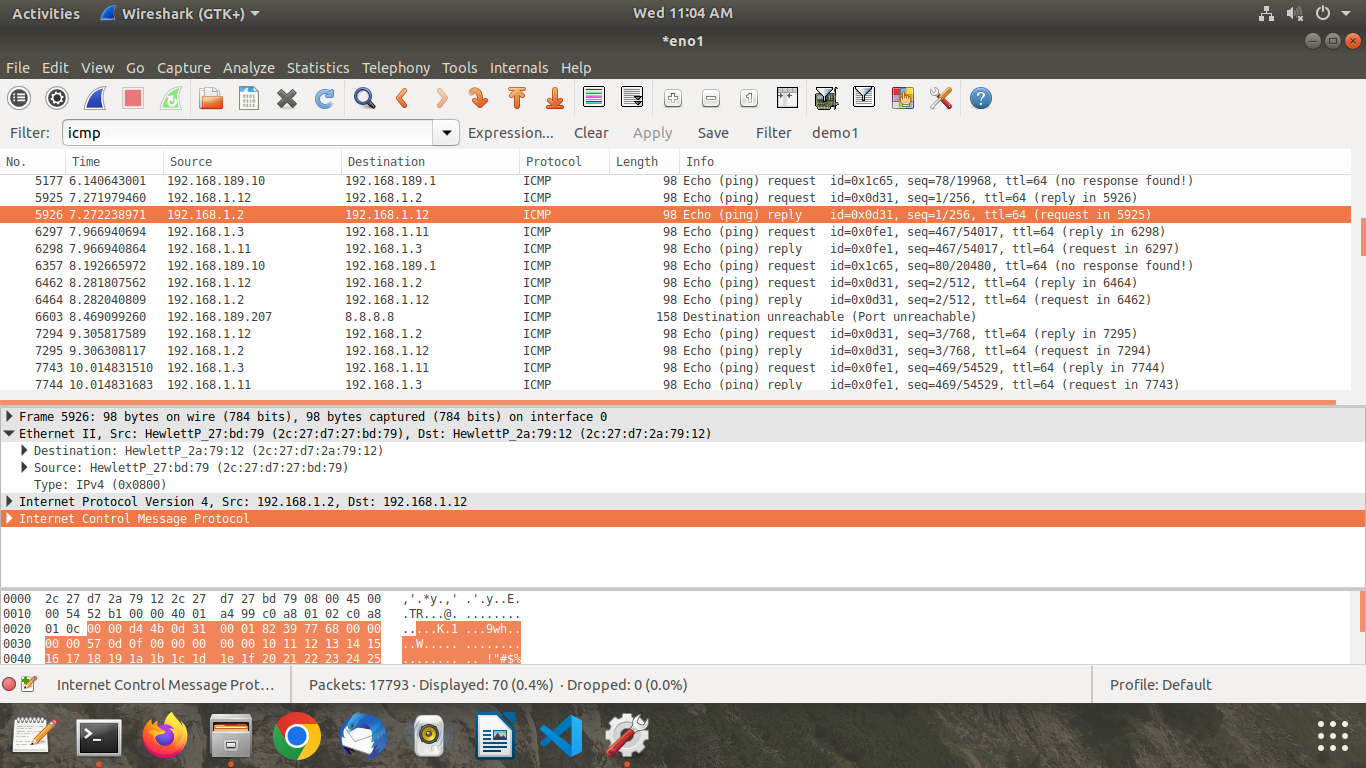 Activities Wireshark (GTK+) Wed 11:04 AM
*eno1
File Edit View Go Capture Analyze Statistics Telephony Tools Internals Help
Filter: icmp Expression... Clear Apply Save Filter demo1
No. Time Source Destination Protocol Length Info
5177 6.140643001 192.168.189.10 192.168.189.1 ICMP 98 Echo (ping) request id=0x1c65, seq=78/19968, ttl=64 (no response found!)
5925 7.271979460 192.168.1.12 192.168.1.2 ICMP 98 Echo (ping) request id=0x0d31, seq=1/256, ttl=64 (reply in 5926)
5926 7.272238971 192.168.1.2 192.168.1.12 ICMP 98 Echo (ping) reply id=0x0d31, seq=1/256, ttl=64 (request in 5925)
6297 7.966940694 192.168.1.3 192.168.1.11 ICMP 98 Echo (ping) request id=0x0fe1, seq=467/54017, ttl=64 (reply in 6298)
6298 7.966940864 192.168.1.11 192.168.1.3 ICMP 98 Echo (ping) reply id=0x0fe1, seq=467/54017, ttl=64 (request in 6297)
6357 8.192665972 192.168.189.10 192.168.189.1 ICMP 98 Echo (ping) request id=0x1c65, seq=80/20480, ttl=64 (no response found!)
6462 8.281807562 192.168.1.12 192.168.1.2 ICMP 98 Echo (ping) request id=0x0d31, seq=2/512, ttl=64 (reply in 6464)
6464 8.282040809 192.168.1.2 192.168.1.12 ICMP 98 Echo (ping) reply id=0x0d31, seq=2/512, ttl=64 (request in 6462)
6603 8.469099260 192.168.189.207 8.8.8.8 ICMP 158 Destination unreachable (Port unreachable)
7294 9.305817589 192.168.1.12 192.168.1.2 ICMP 98 Echo (ping) request id=0x0d31, seq=3/768, ttl=64 (reply in 7295)
7295 9.306308117 192.168.1.2 192.168.1.12 ICMP 98 Echo (ping) reply id=0x0d31, seq=3/768, ttl=64 (request in 7294)
7743 10.014831510 192.168.1.3 192.168.1.11 ICMP 98 Echo (ping) request id=0x0fe1, seq=469/54529, ttl=64 (reply in 7744)
7744 10.014831683 192.168.1.11 192.168.1.3 ICMP 98 Echo (ping) reply id=0x0fe1, seq=469/54529, ttl=64 (request in 7743)
Frame 5926: 98 bytes on wire (784 bits), 98 bytes captured (784 bits) on interface 0
Ethernet II, Src: HewlettP_27:bd:79 (2c:27:d7:27:bd:79), Dst: HewlettP_2a:79:12 (2c:27:d7:2a:79:12)
Destination: HewlettP_2a:79:12 (2c:27:d7:2a:79:12)
Source: HewlettP_27:bd:79 (2c:27:d7:27:bd:79)
Type: IPv4 (0x0800)
Internet Protocol Version 4, Src: 192.168.1.2, Dst: 192.168.1.12
Internet Control Message Protocol
0000 2c 27 d7 2a 79 12 2c 27 d7 27 bd 79 08 00 45 00 ,'.*y.,' .'.y..E.
0010 00 54 52 b1 00 00 40 01 a4 99 c0 a8 01 02 c0 a8 .TR...@. ........
0020 01 0c 00 00 d4 4b 0d 31 00 01 82 39 77 68 00 00 .....K.1 ...9wh..
0030 00 00 57 0d 0f 00 00 00 00 00 10 11 12 13 14 15 ..W..... ........
0040 16 17 18 19 1a 1b 1c 1d 1e 1f 20 21 22 23 24 25 ........ .. !"#$%
Internet Control Message Prot... Packets: 17793 · Displayed: 70 (0.4%) · Dropped: 0 (0.0%) Profile: Default